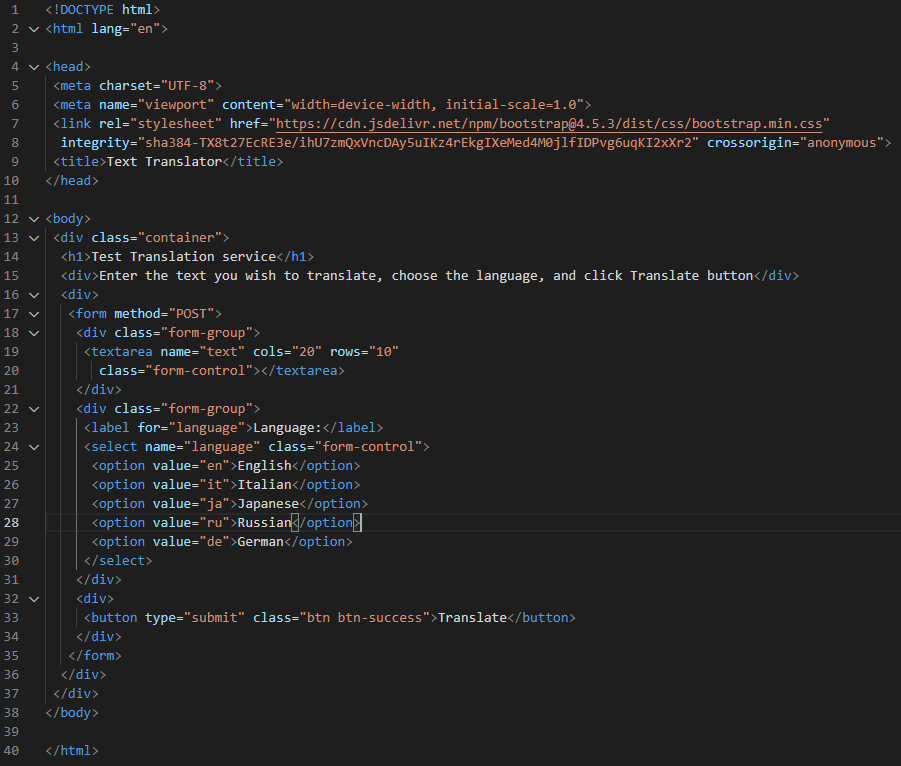 1 <!DOCTYPE html>
2 <html lang="en">
3
4 <head>
5 <meta charset="UTF-8">
6 <meta name="viewport" content="width=device-width, initial-scale=1.0">
7 <link rel="stylesheet" href="https://cdn.jsdelivr.net/npm/bootstrap@4.5.3/dist/css/bootstrap.min.css"
8 integrity="sha384-TX8t27EcRE3e/ihU7zmQxVncDAy5uIKz4rEkgIXeMed4M0jlfIDPvg6uqKI2xXr2" crossorigin="anonymous">
9 <title>Text Translator</title>
10 </head>
11
12 <body>
13 <div class="container">
14 <h1>Test Translation service</h1>
15 <div>Enter the text you wish to translate, choose the language, and click Translate button</div>
16 <div>
17 <form method="POST">
18 <div class="form-group">
19 <textarea name="text" cols="20" rows="10"
20 class="form-control"></textarea>
21 </div>
22 <div class="form-group">
23 <label for="language">Language:</label>
24 <select name="language" class="form-control">
25 <option value="en">English</option>
26 <option value="it">Italian</option>
27 <option value="ja">Japanese</option>
28 <option value="ru">Russian</option>
29 <option value="de">German</option>
30 </select>
31 </div>
32 <div>
33 <button type="submit" class="btn btn-success">Translate</button>
34 </div>
35 </form>
36 </div>
37 </div>
38 </body>
39
40 </html>